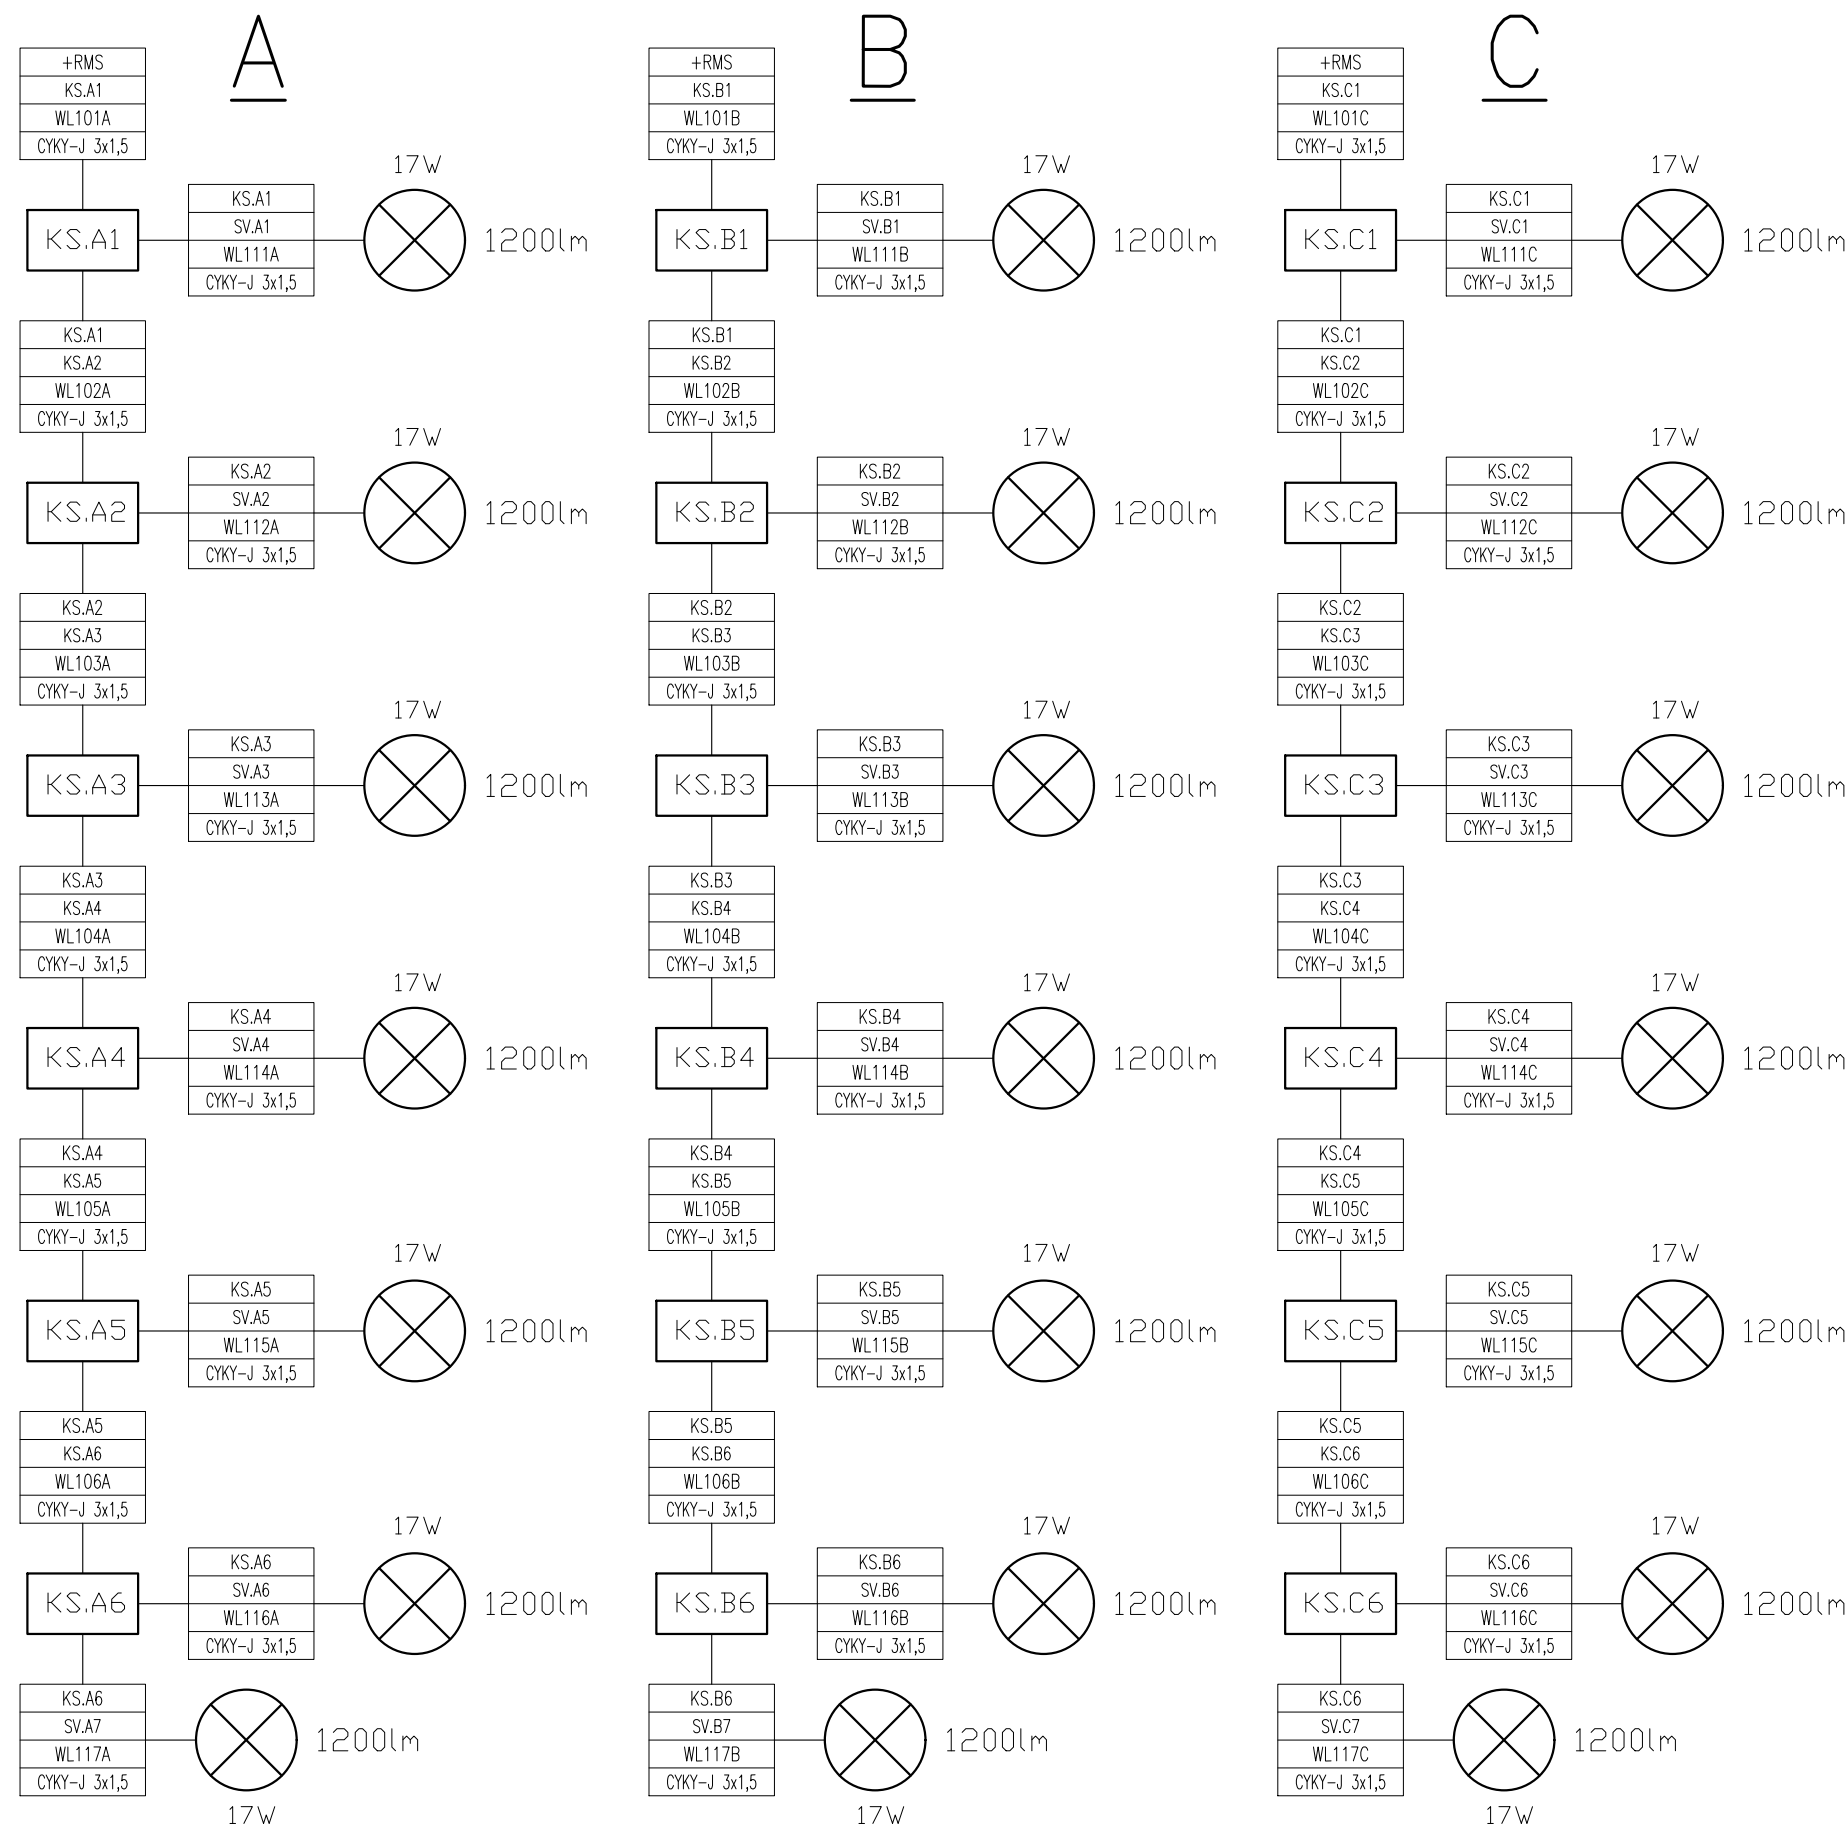 A
+RMS
KS.A1
WL101A
CYKY-J 3x1,5
17W
KS.A1
KS.A1
SV.A1
WL111A
CYKY-J 3x1,5
1200lm
KS.A1
KS.A2
WL102A
CYKY-J 3x1,5
17W
KS.A2
KS.A2
SV.A2
WL112A
CYKY-J 3x1,5
1200lm
KS.A2
KS.A3
WL103A
CYKY-J 3x1,5
17W
KS.A3
KS.A3
SV.A3
WL113A
CYKY-J 3x1,5
1200lm
KS.A3
KS.A4
WL104A
CYKY-J 3x1,5
17W
KS.A4
KS.A4
SV.A4
WL114A
CYKY-J 3x1,5
1200lm
KS.A4
KS.A5
WL105A
CYKY-J 3x1,5
17W
KS.A5
KS.A5
SV.A5
WL115A
CYKY-J 3x1,5
1200lm
KS.A5
KS.A6
WL106A
CYKY-J 3x1,5
17W
KS.A6
KS.A6
SV.A6
WL116A
CYKY-J 3x1,5
1200lm
KS.A6
SV.A7
WL117A
CYKY-J 3x1,5
1200lm
17W
B
+RMS
KS.B1
WL101B
CYKY-J 3x1,5
17W
KS.B1
KS.B1
SV.B1
WL111B
CYKY-J 3x1,5
1200lm
KS.B1
KS.B2
WL102B
CYKY-J 3x1,5
17W
KS.B2
KS.B2
SV.B2
WL112B
CYKY-J 3x1,5
1200lm
KS.B2
KS.B3
WL103B
CYKY-J 3x1,5
17W
KS.B3
KS.B3
SV.B3
WL113B
CYKY-J 3x1,5
1200lm
KS.B3
KS.B4
WL104B
CYKY-J 3x1,5
17W
KS.B4
KS.B4
SV.B4
WL114B
CYKY-J 3x1,5
1200lm
KS.B4
KS.B5
WL105B
CYKY-J 3x1,5
17W
KS.B5
KS.B5
SV.B5
WL115B
CYKY-J 3x1,5
1200lm
KS.B5
KS.B6
WL106B
CYKY-J 3x1,5
17W
KS.B6
KS.B6
SV.B6
WL116B
CYKY-J 3x1,5
1200lm
KS.B6
SV.B7
WL117B
CYKY-J 3x1,5
1200lm
17W
C
+RMS
KS.C1
WL101C
CYKY-J 3x1,5
17W
KS.C1
KS.C1
SV.C1
WL111C
CYKY-J 3x1,5
1200lm
KS.C1
KS.C2
WL102C
CYKY-J 3x1,5
17W
KS.C2
KS.C2
SV.C2
WL112C
CYKY-J 3x1,5
1200lm
KS.C2
KS.C3
WL103C
CYKY-J 3x1,5
17W
KS.C3
KS.C3
SV.C3
WL113C
CYKY-J 3x1,5
1200lm
KS.C3
KS.C4
WL104C
CYKY-J 3x1,5
17W
KS.C4
KS.C4
SV.C4
WL114C
CYKY-J 3x1,5
1200lm
KS.C4
KS.C5
WL105C
CYKY-J 3x1,5
17W
KS.C5
KS.C5
SV.C5
WL115C
CYKY-J 3x1,5
1200lm
KS.C5
KS.C6
WL106C
CYKY-J 3x1,5
17W
KS.C6
KS.C6
SV.C6
WL116C
CYKY-J 3x1,5
1200lm
KS.C6
SV.C7
WL117C
CYKY-J 3x1,5
1200lm
17W